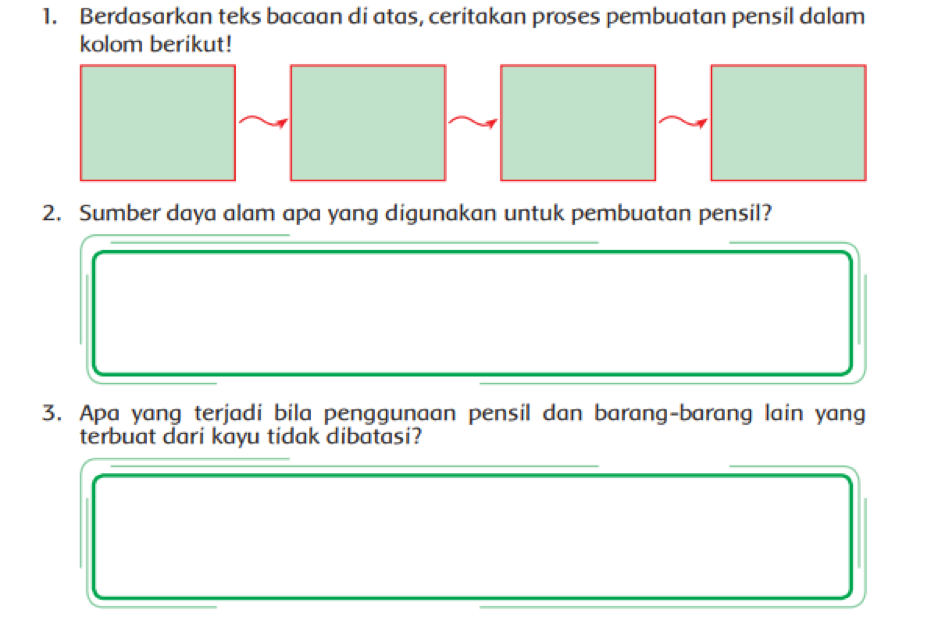 1. Berdasarkan teks bacaan di atas, ceritakan proses pembuatan pensil dalam
kolom berikut!
2. Sumber daya alam apa yang digunakan untuk pembuatan pensil?
3. Apa yang terjadi bila penggunaan pensil dan barang-barang lain yang
terbuat dari kayu tidak dibatasi?